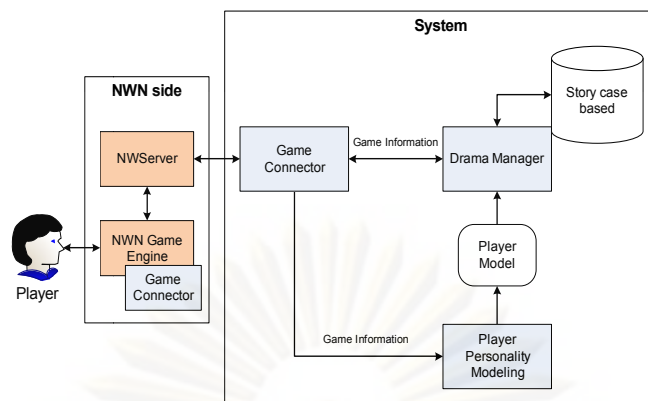 System
NWN side
Story case
based
NWServer
Game
Connector
Game Information
Drama Manager
NWN Game
Engine
Game
Connector
Player
Player
Model
Game Information
Player
Personality
Modeling